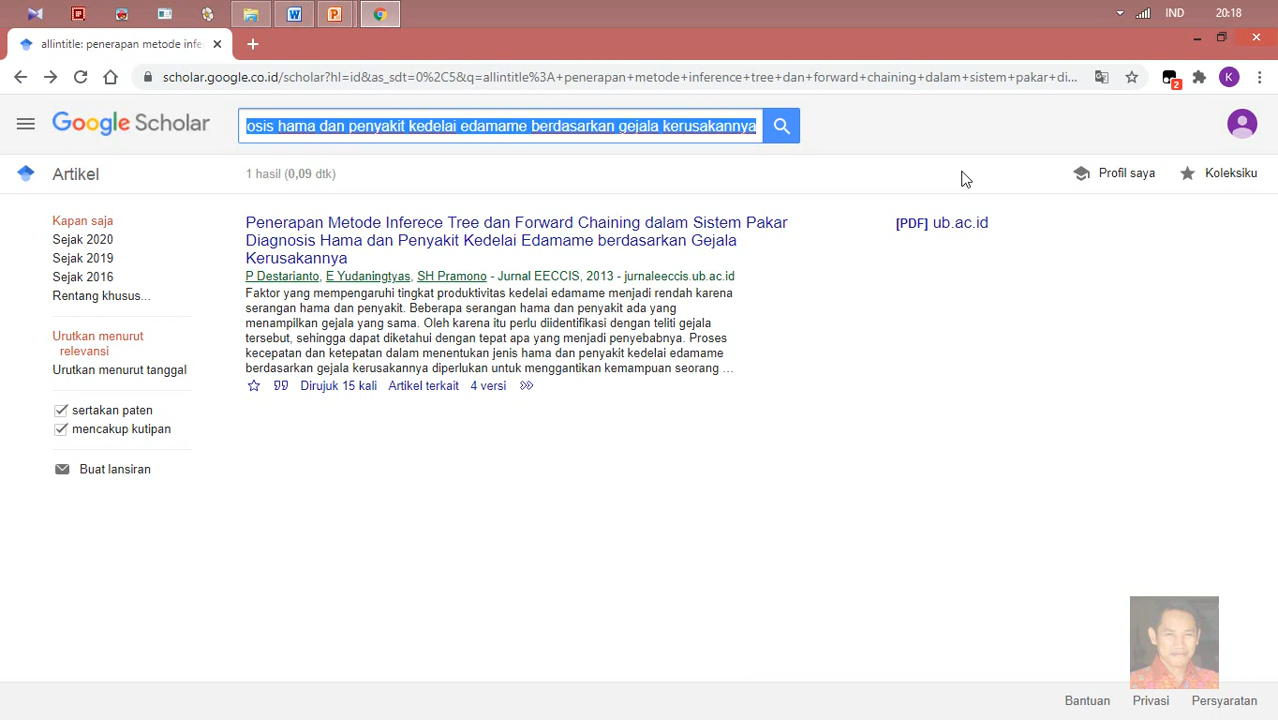 IND 20:18
allintitle: penerapan metode infe
scholar.google.co.id/scholar?hl=id&as_sdt=0%2C5&q=allintitle%3A+penerapan+metode+inference+tree+dan+forward+chaining+dalam+sistem+pakar+di...
2
K
Google Scholar
osis hama dan penyakit kedelai edamame berdasarkan gejala kerusakannya
Artikel
1 hasil (0,09 dtk)
Profil saya
Koleksiku
Kapan saja
Sejak 2020
Sejak 2019
Sejak 2016
Rentang khusus...
Urutkan menurut
relevansi
Urutkan menurut tanggal
sertakan paten
mencakup kutipan
Buat lansiran
Penerapan Metode Inferece Tree dan Forward Chaining dalam Sistem Pakar
Diagnosis Hama dan Penyakit Kedelai Edamame berdasarkan Gejala
Kerusakannya
P Destarianto, E Yudaningtyas, SH Pramono - Jurnal EECCIS, 2013 - jurnaleeccis.ub.ac.id
Faktor yang mempengaruhi tingkat produktivitas kedelai edamame menjadi rendah karena
serangan hama dan penyakit. Beberapa serangan hama dan penyakit ada yang
menampilkan gejala yang sama. Oleh karena itu perlu diidentifikasi dengan teliti gejala
tersebut, sehingga dapat diketahui dengan tepat apa yang menjadi penyebabnya. Proses
kecepatan dan ketepatan dalam menentukan jenis hama dan penyakit kedelai edamame
berdasarkan gejala kerusakannya diperlukan untuk menggantikan kemampuan seorang ...
Dirujuk 15 kali Artikel terkait 4 versi
[PDF] ub.ac.id
Bantuan Privasi Persyaratan